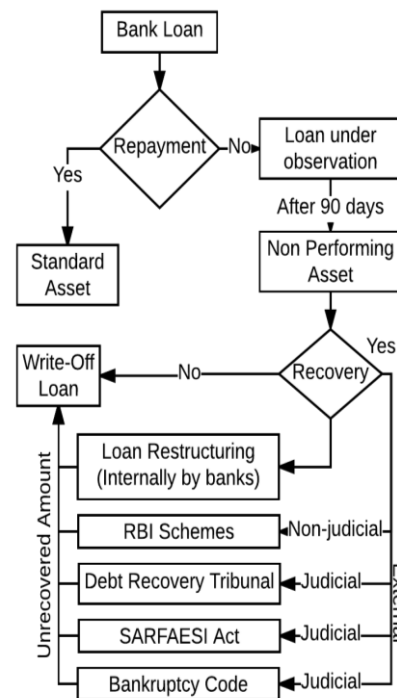 Bank Loan
Repayment
No
Loan under
observation
Yes
After 90 days
Standard
Asset
Non Performing
Asset
Yes
Write-Off
Loan
No
Recovery
Loan Restructuring
(Internally by banks)
Unrecovered Amount
RBI Schemes
Non-judicial
Debt Recovery Tribunal
Judicial
External
SARFAESI Act
Judicial
Bankruptcy Code
Judicial